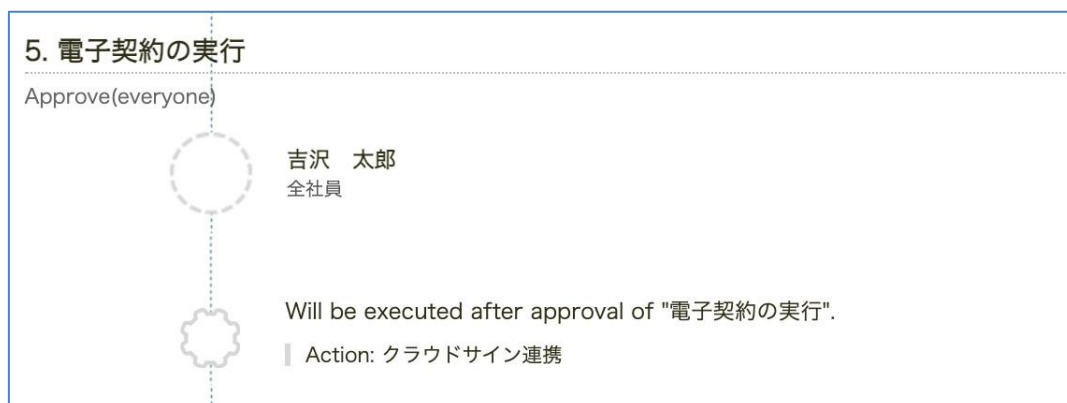 5. 電子契約の実行
Approve(everyone)
吉沢　太郎
全社員
Will be executed after approval of "電子契約の実行".
Action: クラウドサイン連携